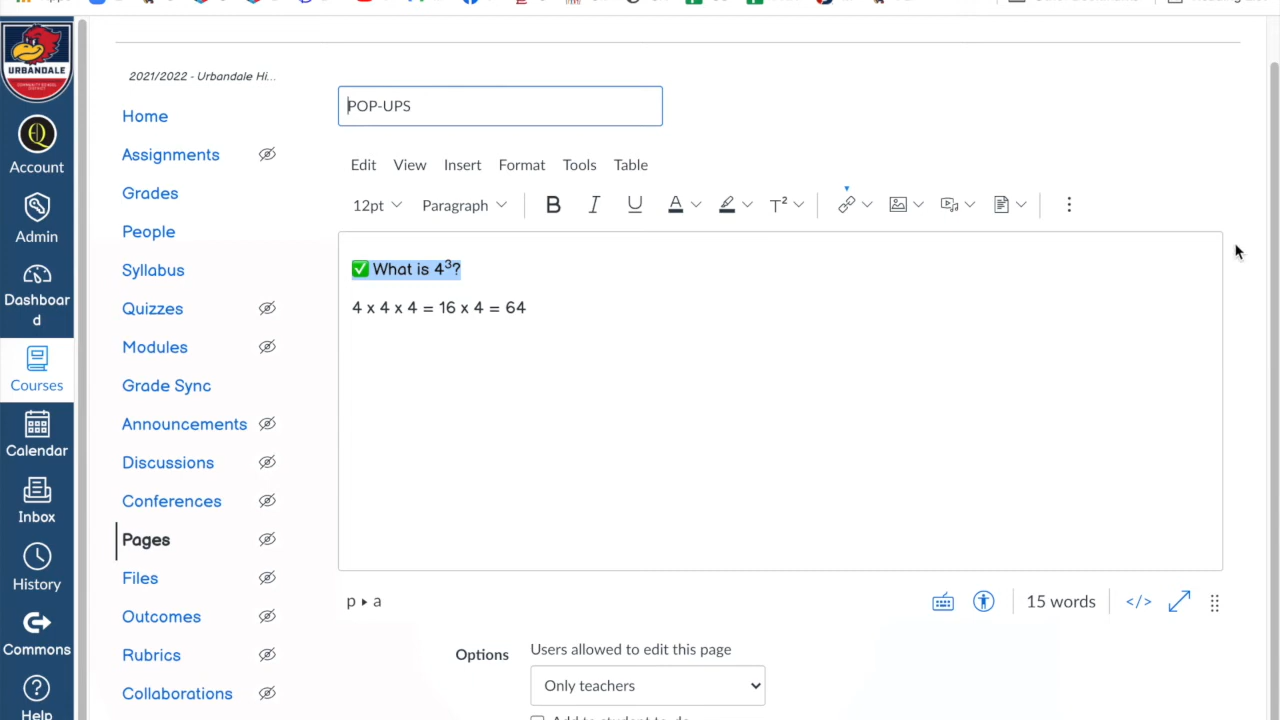 URBANDALE
2021/2022 - Urbandale Hi...
POP-UPS
Home
Account
Assignments
Edit View Insert Format Tools Table
Grades
12pt Paragraph B I U A T²
People
Admin
Syllabus
✅ What is 4³?
Dashboar
d
Quizzes
4 x 4 x 4 = 16 x 4 = 64
Modules
Courses
Grade Sync
Announcements
Calendar
Discussions
Conferences
Inbox
Pages
History
Files
p ▸ a
15 words </>
Outcomes
Commons
Rubrics
Options
Users allowed to edit this page
Only teachers
Collaborations
Help